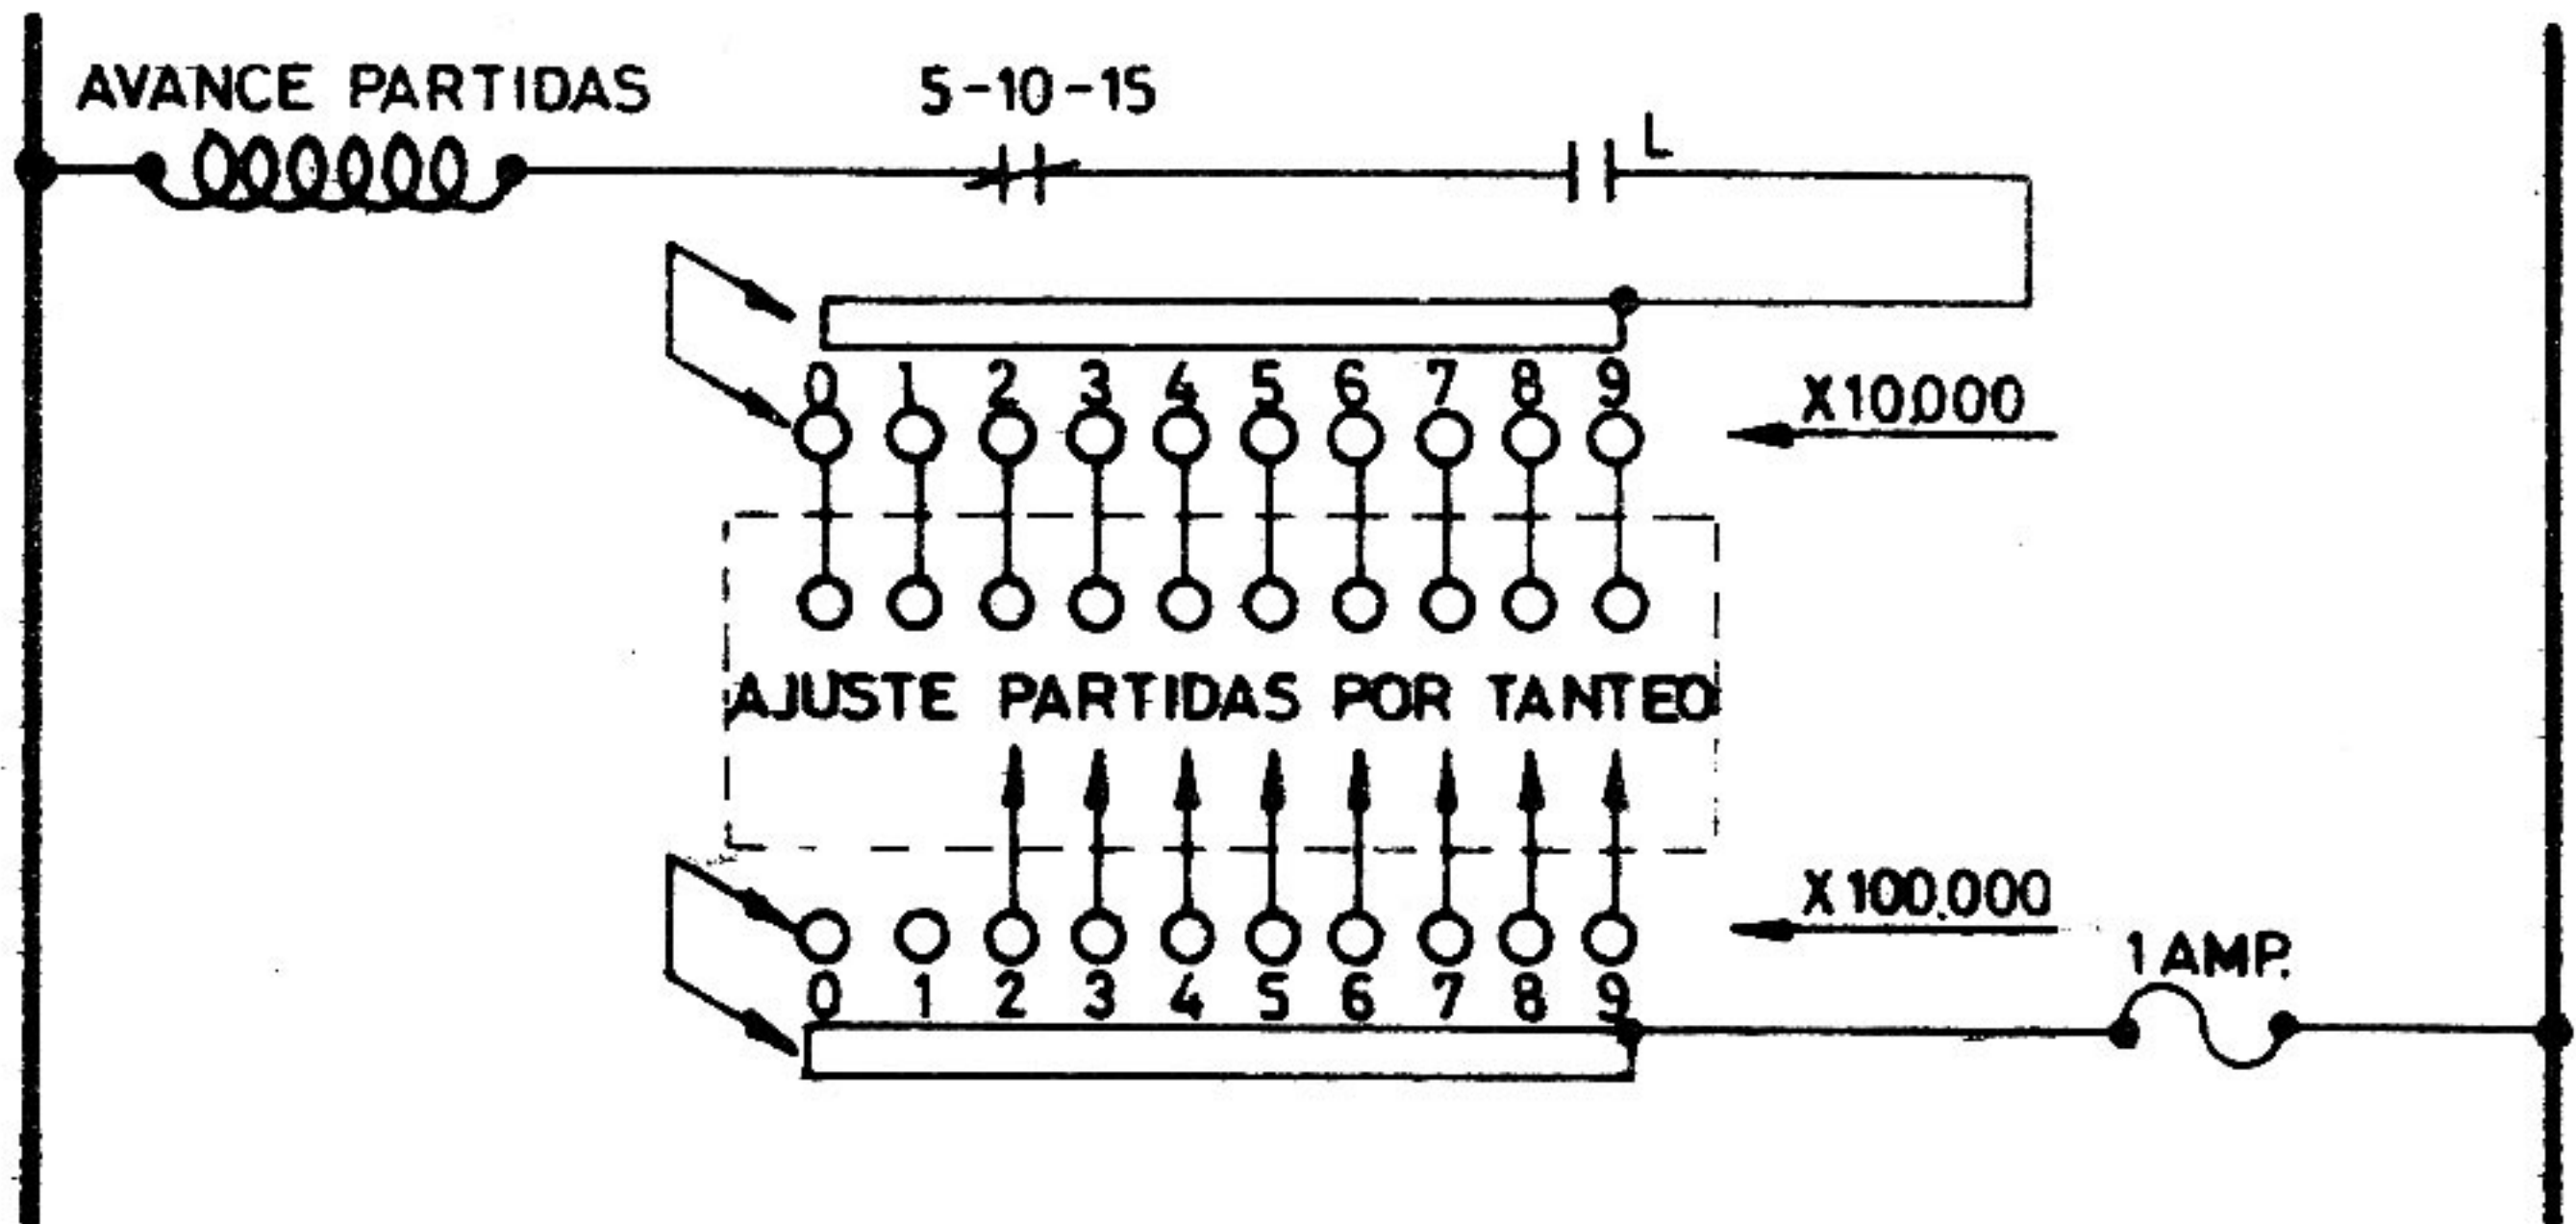 AVANCE PARTIDAS 5-10-15
L
0 1 2 3 4 5 6 7 8 9
X10.000
AJUSTE PARTIDAS POR TANTEO
X100.000
0 1 2 3 4 5 6 7 8 9
1 AMP.